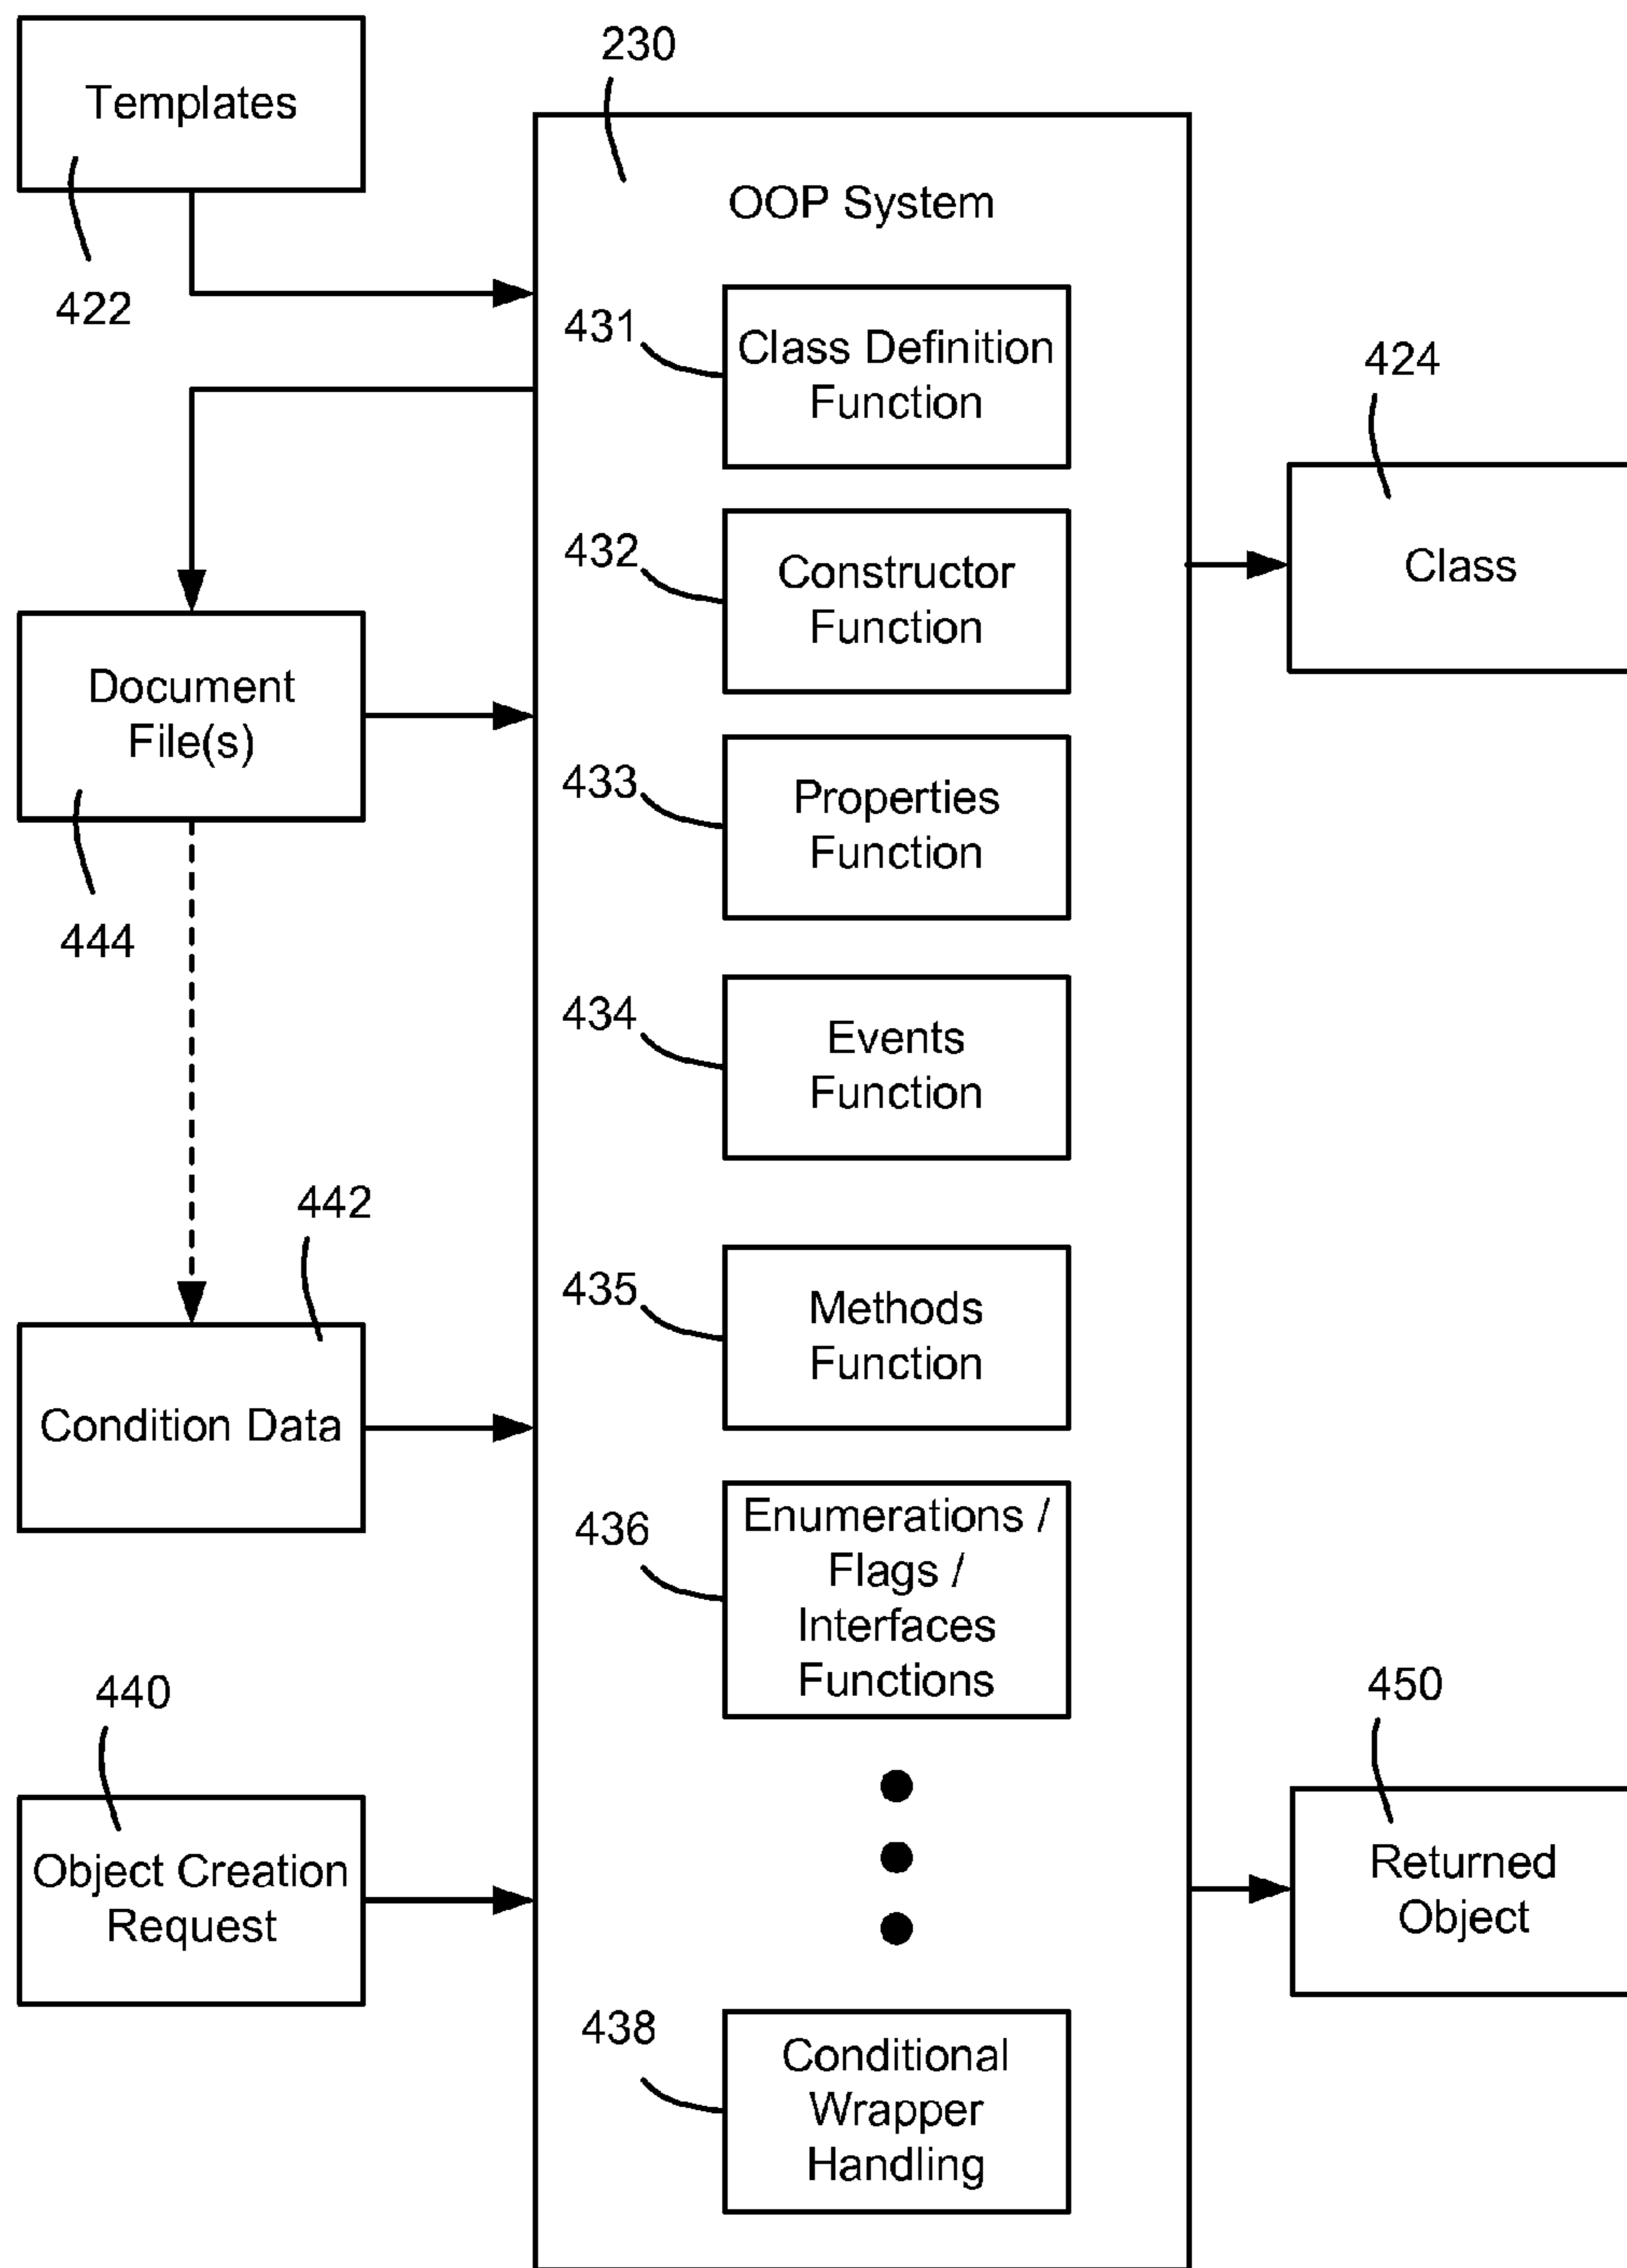 Templates
422
230
OOP System
431
Class Definition
Function
424
Class
432
Constructor
Function
Document
File(s)
444
433
Properties
Function
434
Events
Function
442
Condition Data
435
Methods
Function
436
Enumerations /
Flags /
Interfaces
Functions
440
Object Creation
Request
450
Returned
Object
438
Conditional
Wrapper
Handling